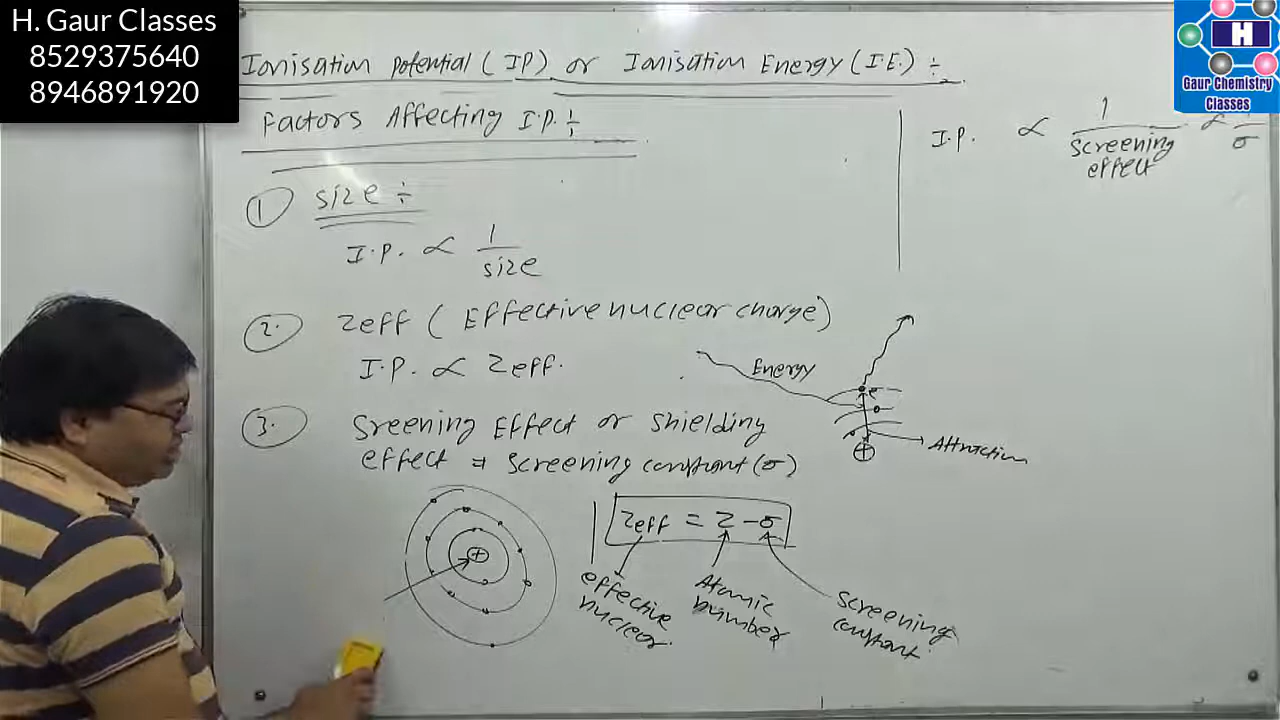 H. Gaur Classes
8529375640
8946891920
H
Gaur Chemistry
Classes
Ionisation potential (IP) or Ionisation Energy (I.E.) ÷
Factors Affecting I.P. ÷
① size ÷
I.P. ∝ 1/size
② Zeff (Effective nuclear charge)
I.P. ∝ Zeff.
③ Sreening Effect or shielding
effect ⇒ screening constant (σ)
Zeff = Z - σ
effective
nuclear.
Atomic
number
screening
constant.
I.P. ∝ 1/screening effect ∝ 1/σ
Energy
e-
Attraction
+
+